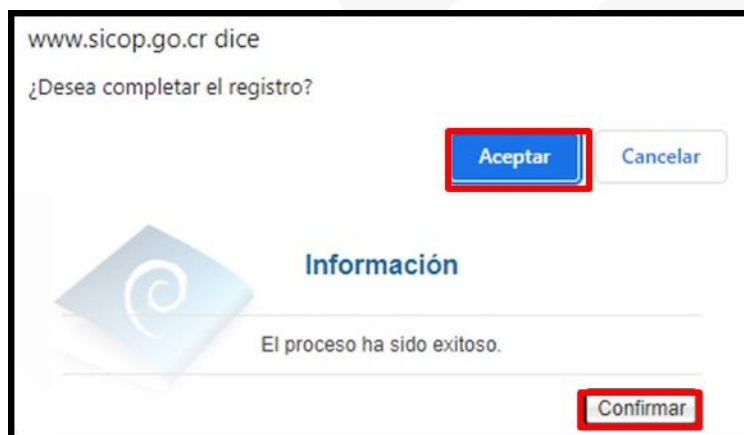 www.sicop.go.cr dice
¿Desea completar el registro?
Aceptar Cancelar
Información
El proceso ha sido exitoso.
Confirmar